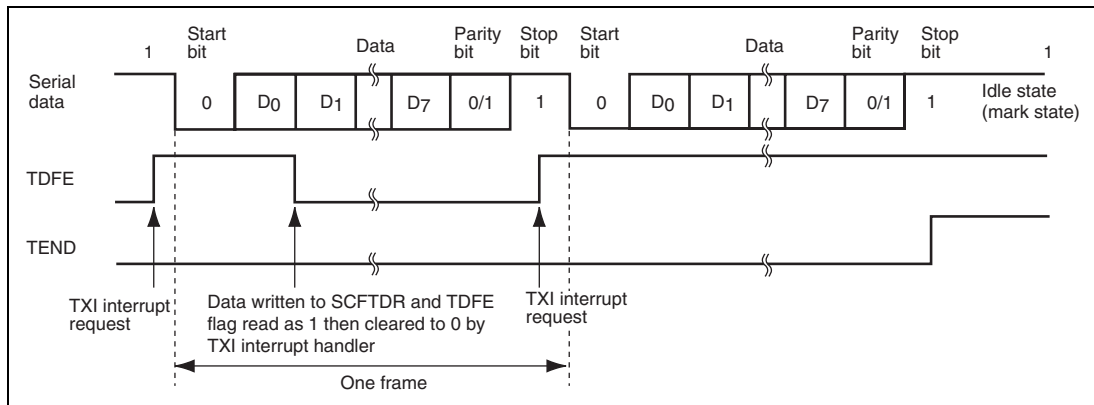 1
Start
bit
Data
Parity
bit
Stop
bit
Start
bit
Data
Parity
bit
Stop
bit
1
Serial
data
0
D0
D1
D7
0/1
1
0
D0
D1
D7
0/1
1
Idle state
(mark state)
TDFE
TEND
TXI interrupt
request
Data written to SCFTDR and TDFE
flag read as 1 then cleared to 0 by
TXI interrupt handler
TXI interrupt
request
One frame